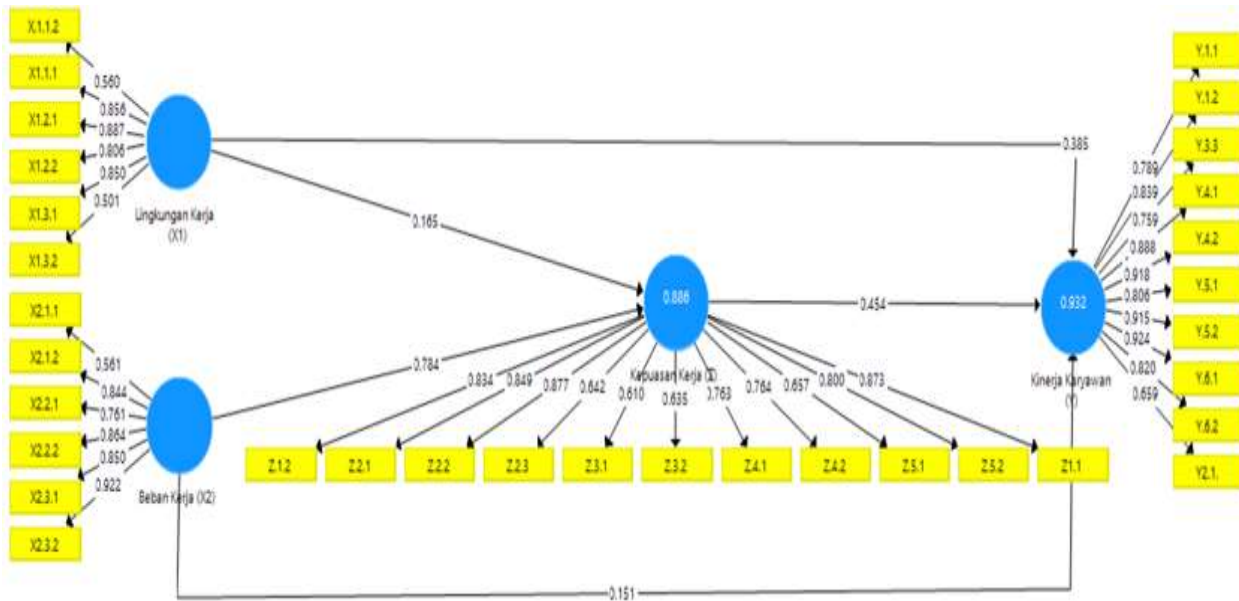 X.1.1.2
X1.1.1
X1.2.1
X1.2.2
X1.3.1
X1.3.2
0.560
0.856
0.887
0.806
0.850
0.501
Lingkungan Kerja
(X1)
X2.1.1
X2.1.2
X2.2.1
X2.2.2
X2.3.1
X2.3.2
0.561
0.844
0.761
0.864
0.850
0.922
Beban Kerja (X2)
0.385
0.165
0.784
0.454
0.151
0.886
Kepuasan Kerja
0.834
0.849
0.877
0.642
0.610
0.635
0.763
0.764
0.657
0.800
0.873
Z.1.2
Z.2.1
Z.2.2
Z.2.3
Z.3.1
Z.3.2
Z.4.1
Z.4.2
Z.5.1
Z.5.2
Z1.1
0.932
Kinerja Karyawan
(Y)
0.789
0.839
0.759
0.888
0.918
0.806
0.915
0.924
0.820
0.659
Y.1.1
Y.1.2
Y.3.3
Y.4.1
Y.4.2
Y.5.1
Y.5.2
Y.6.1
Y.6.2
Y2.1.